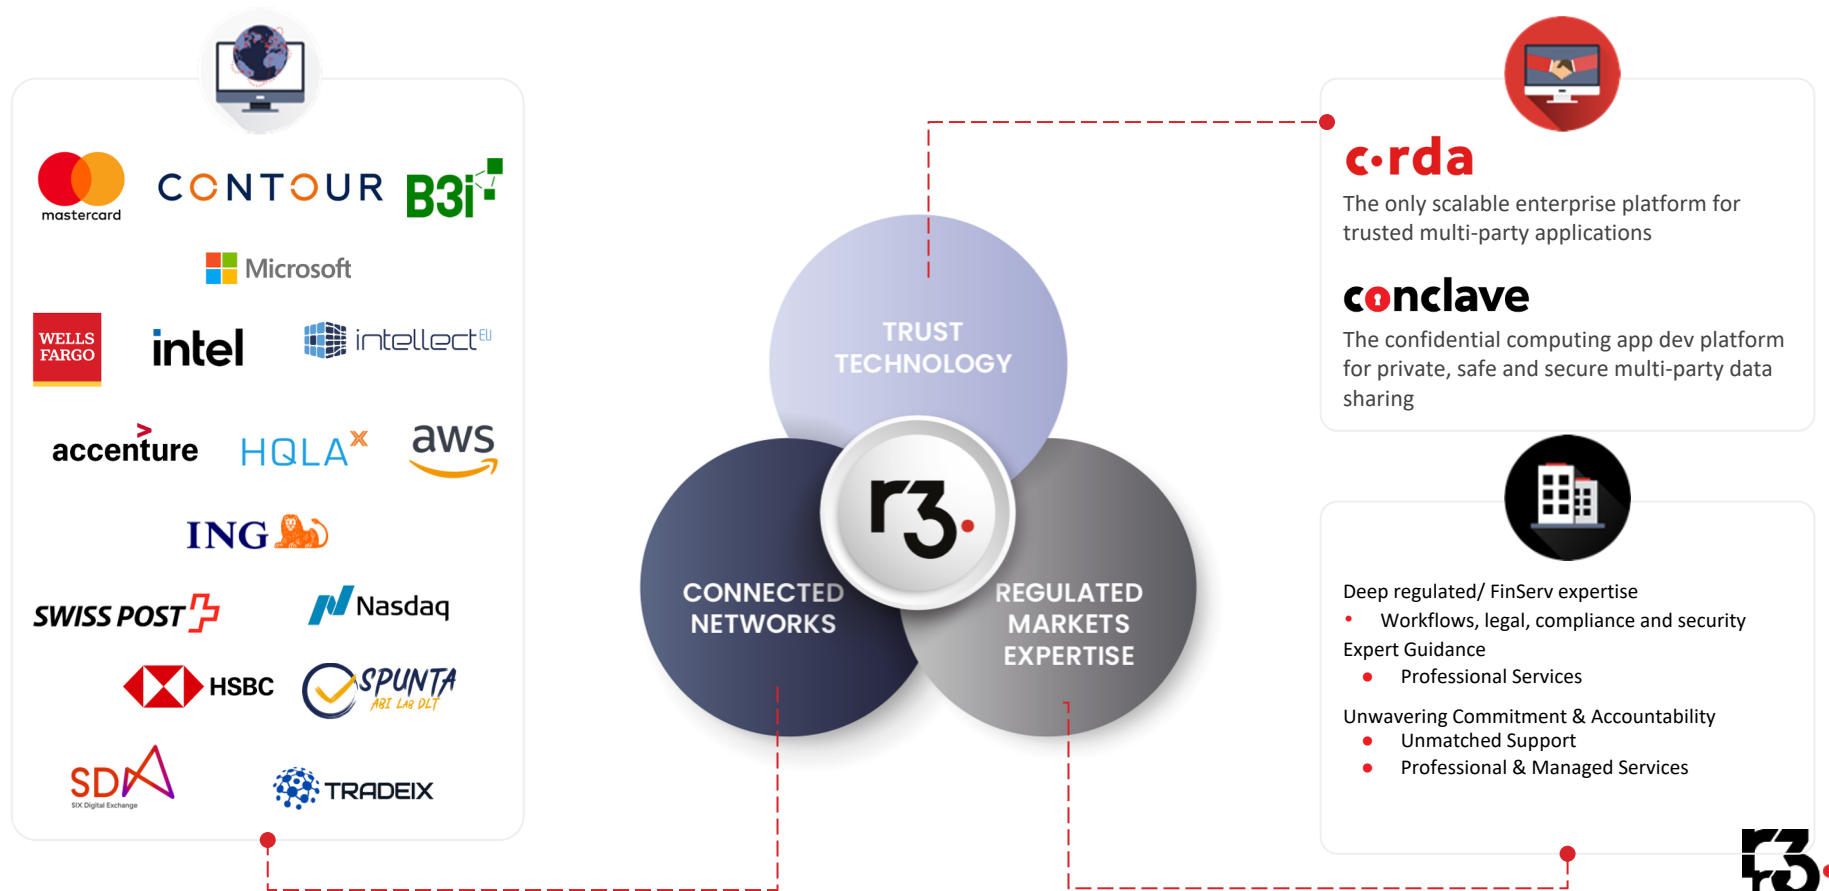 mastercard
CONTOUR
B3i
Microsoft
WELLS
FARGO
intel
intellect EU
accenture
HQLAx
aws
ING
SWISS POST
Nasdaq
HSBC
SPUNTA
ABI LAB DLT
SDX
SIX Digital Exchange
TRADEIX
TRUST
TECHNOLOGY
r3.
CONNECTED
NETWORKS
REGULATED
MARKETS
EXPERTISE
c·rda
The only scalable enterprise platform for
trusted multi-party applications
conclave
The confidential computing app dev platform
for private, safe and secure multi-party data
sharing
Deep regulated/ FinServ expertise
• Workflows, legal, compliance and security
Expert Guidance
• Professional Services
Unwavering Commitment & Accountability
• Unmatched Support
• Professional & Managed Services
r3.